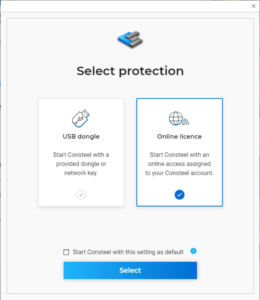 Select protection
USB dongle
Start Consteel with a
provided dongle or
network key.
Online licence
Start Consteel with an
online access assigned
to your Consteel account.
Start Consteel with this setting as default
Select